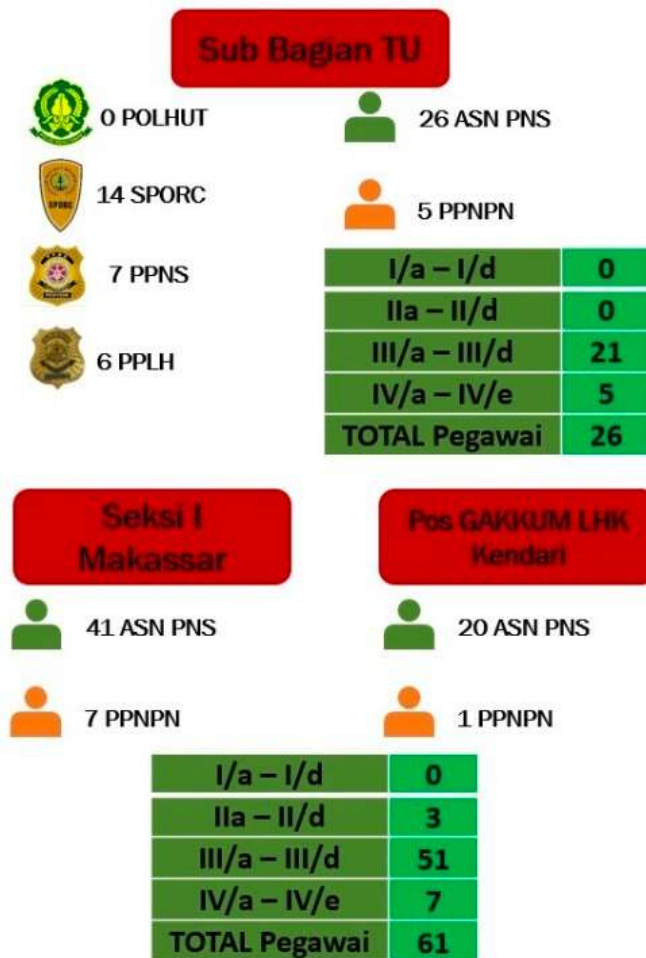 Sub Bagian TU
0 POLHUT
14 SPORC
7 PPNS
6 PPLH
26 ASN PNS
5 PPNPN
I/a – I/d 0
IIa – II/d 0
III/a – III/d 21
IV/a – IV/e 5
TOTAL Pegawai 26
Seksi I
Makassar
41 ASN PNS
7 PPNPN
Pos GAKKUM LHK
Kendari
20 ASN PNS
1 PPNPN
I/a – I/d 0
IIa – II/d 3
III/a – III/d 51
IV/a – IV/e 7
TOTAL Pegawai 61
SPORC